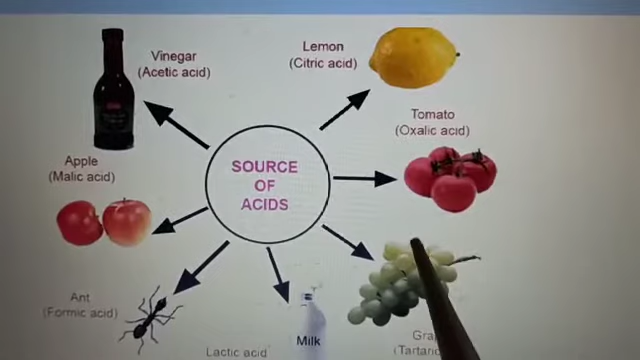 Vinegar
(Acetic acid)
Lemon
(Citric acid)
Tomato
(Oxalic acid)
Apple
(Malic acid)
SOURCE
OF
ACIDS
Ant
(Formic acid)
Milk
Lactic acid